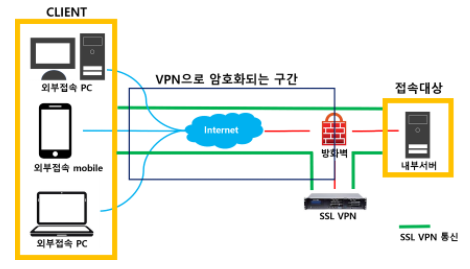 CLIENT
외부접속 PC
VPN으로 암호화되는 구간
접속대상
Internet
방화벽
내부서버
외부접속 mobile
SSL VPN
외부접속 PC
SSL VPN 통신